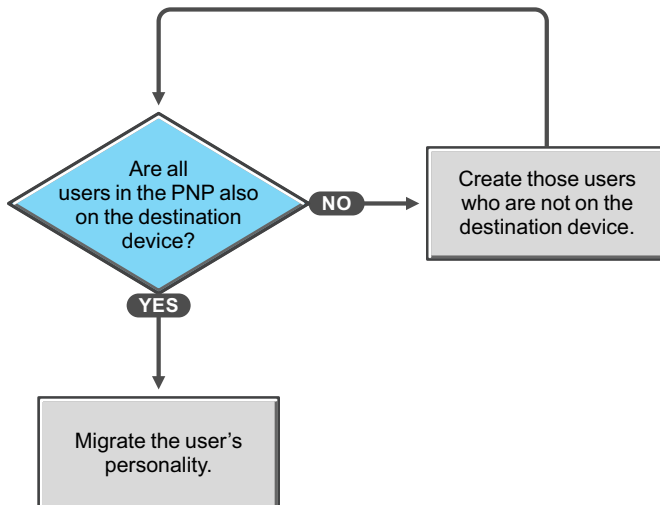 Are all
users in the PNP also
on the destination
device?
NO
Create those users
who are not on the
destination device.
YES
Migrate the user’s
personality.